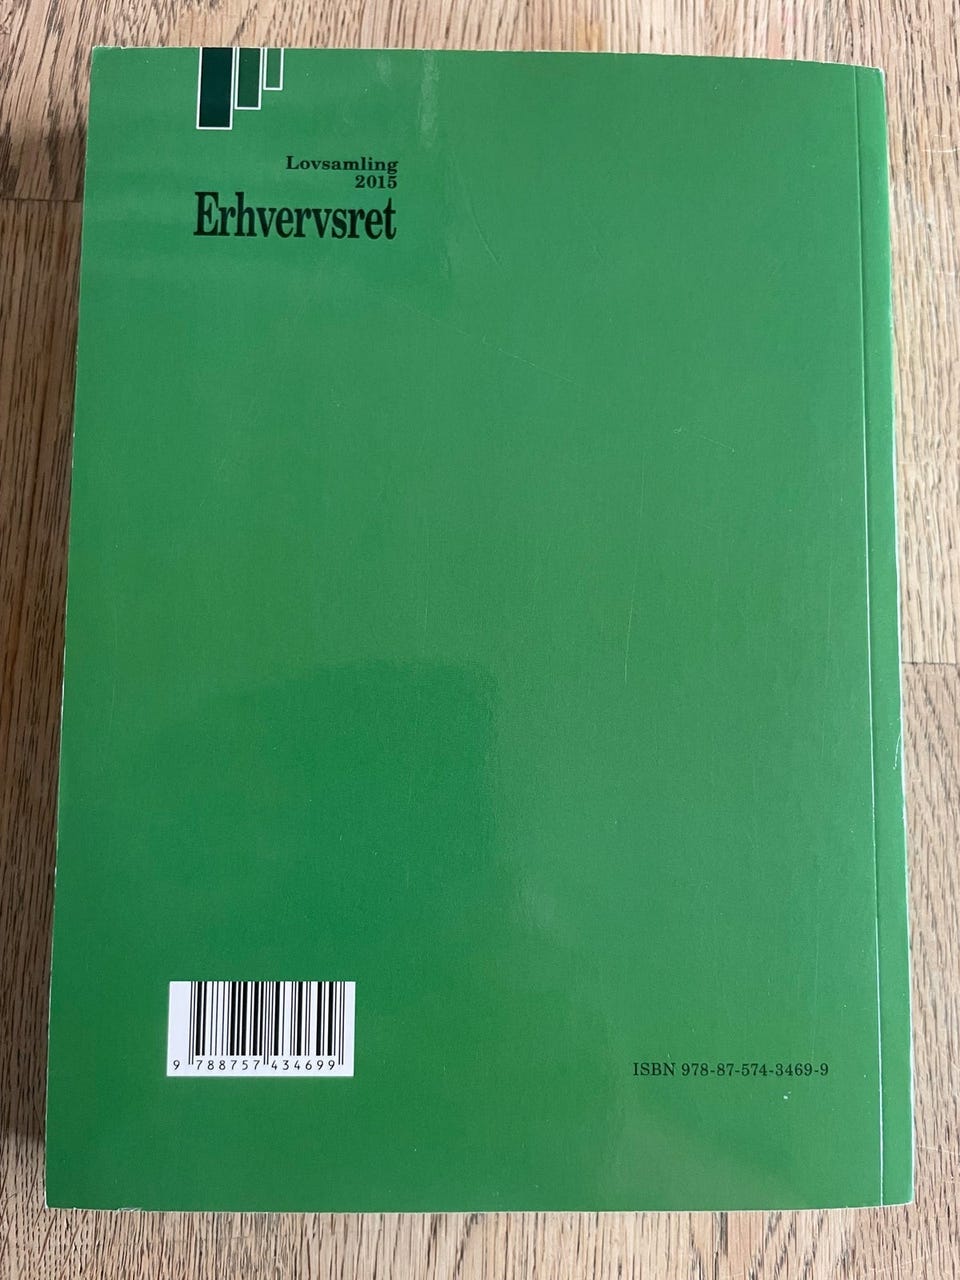 Lovsamling
2015
Erhvervsret
9 788757 434699
ISBN 978-87-574-3469-9